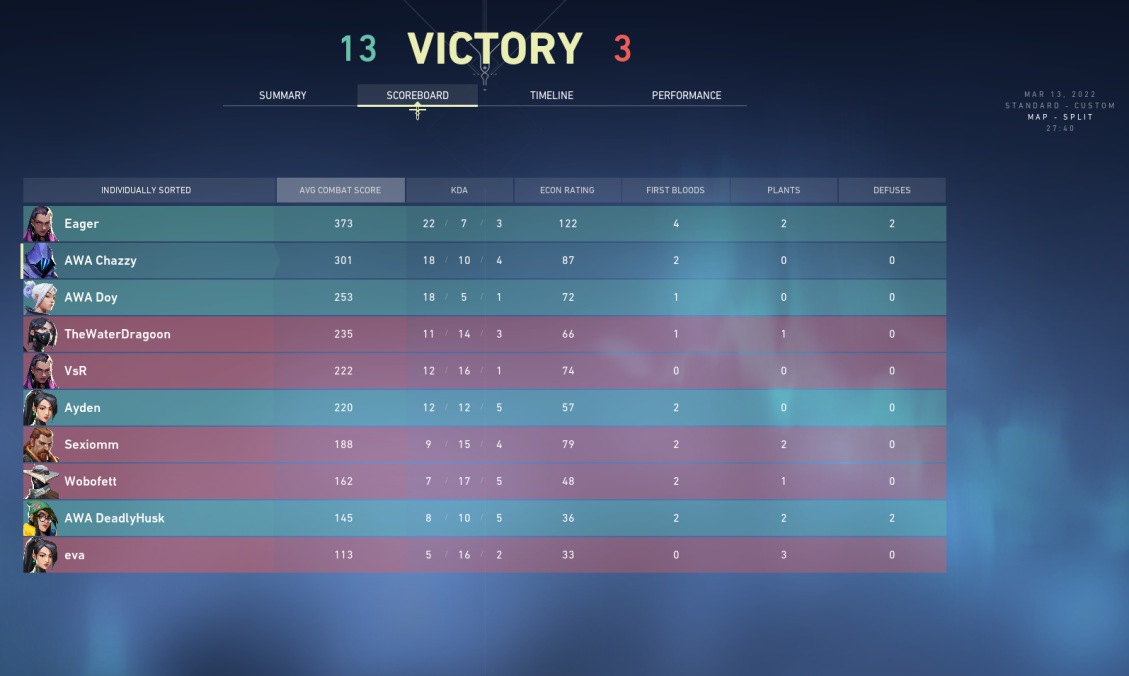 13 VICTORY 3
SUMMARY SCOREBOARD TIMELINE PERFORMANCE
MAR 13, 2022
STANDARD - CUSTOM
MAP - SPLIT
27:40
INDIVIDUALLY SORTED AVG COMBAT SCORE KDA ECON RATING FIRST BLOODS PLANTS DEFUSES
Eager 373 22 / 7 / 3 122 4 2 2
AWA Chazzy 301 18 / 10 / 4 87 2 0 0
AWA Doy 253 18 / 5 / 1 72 1 0 0
TheWaterDragoon 235 11 / 14 / 3 66 1 1 0
VsR 222 12 / 16 / 1 74 0 0 0
Ayden 220 12 / 12 / 5 57 2 0 0
Sexiomm 188 9 / 15 / 4 79 2 2 0
Wobofett 162 7 / 17 / 5 48 2 1 0
AWA DeadlyHusk 145 8 / 10 / 5 36 2 2 2
eva 113 5 / 16 / 2 33 0 3 0